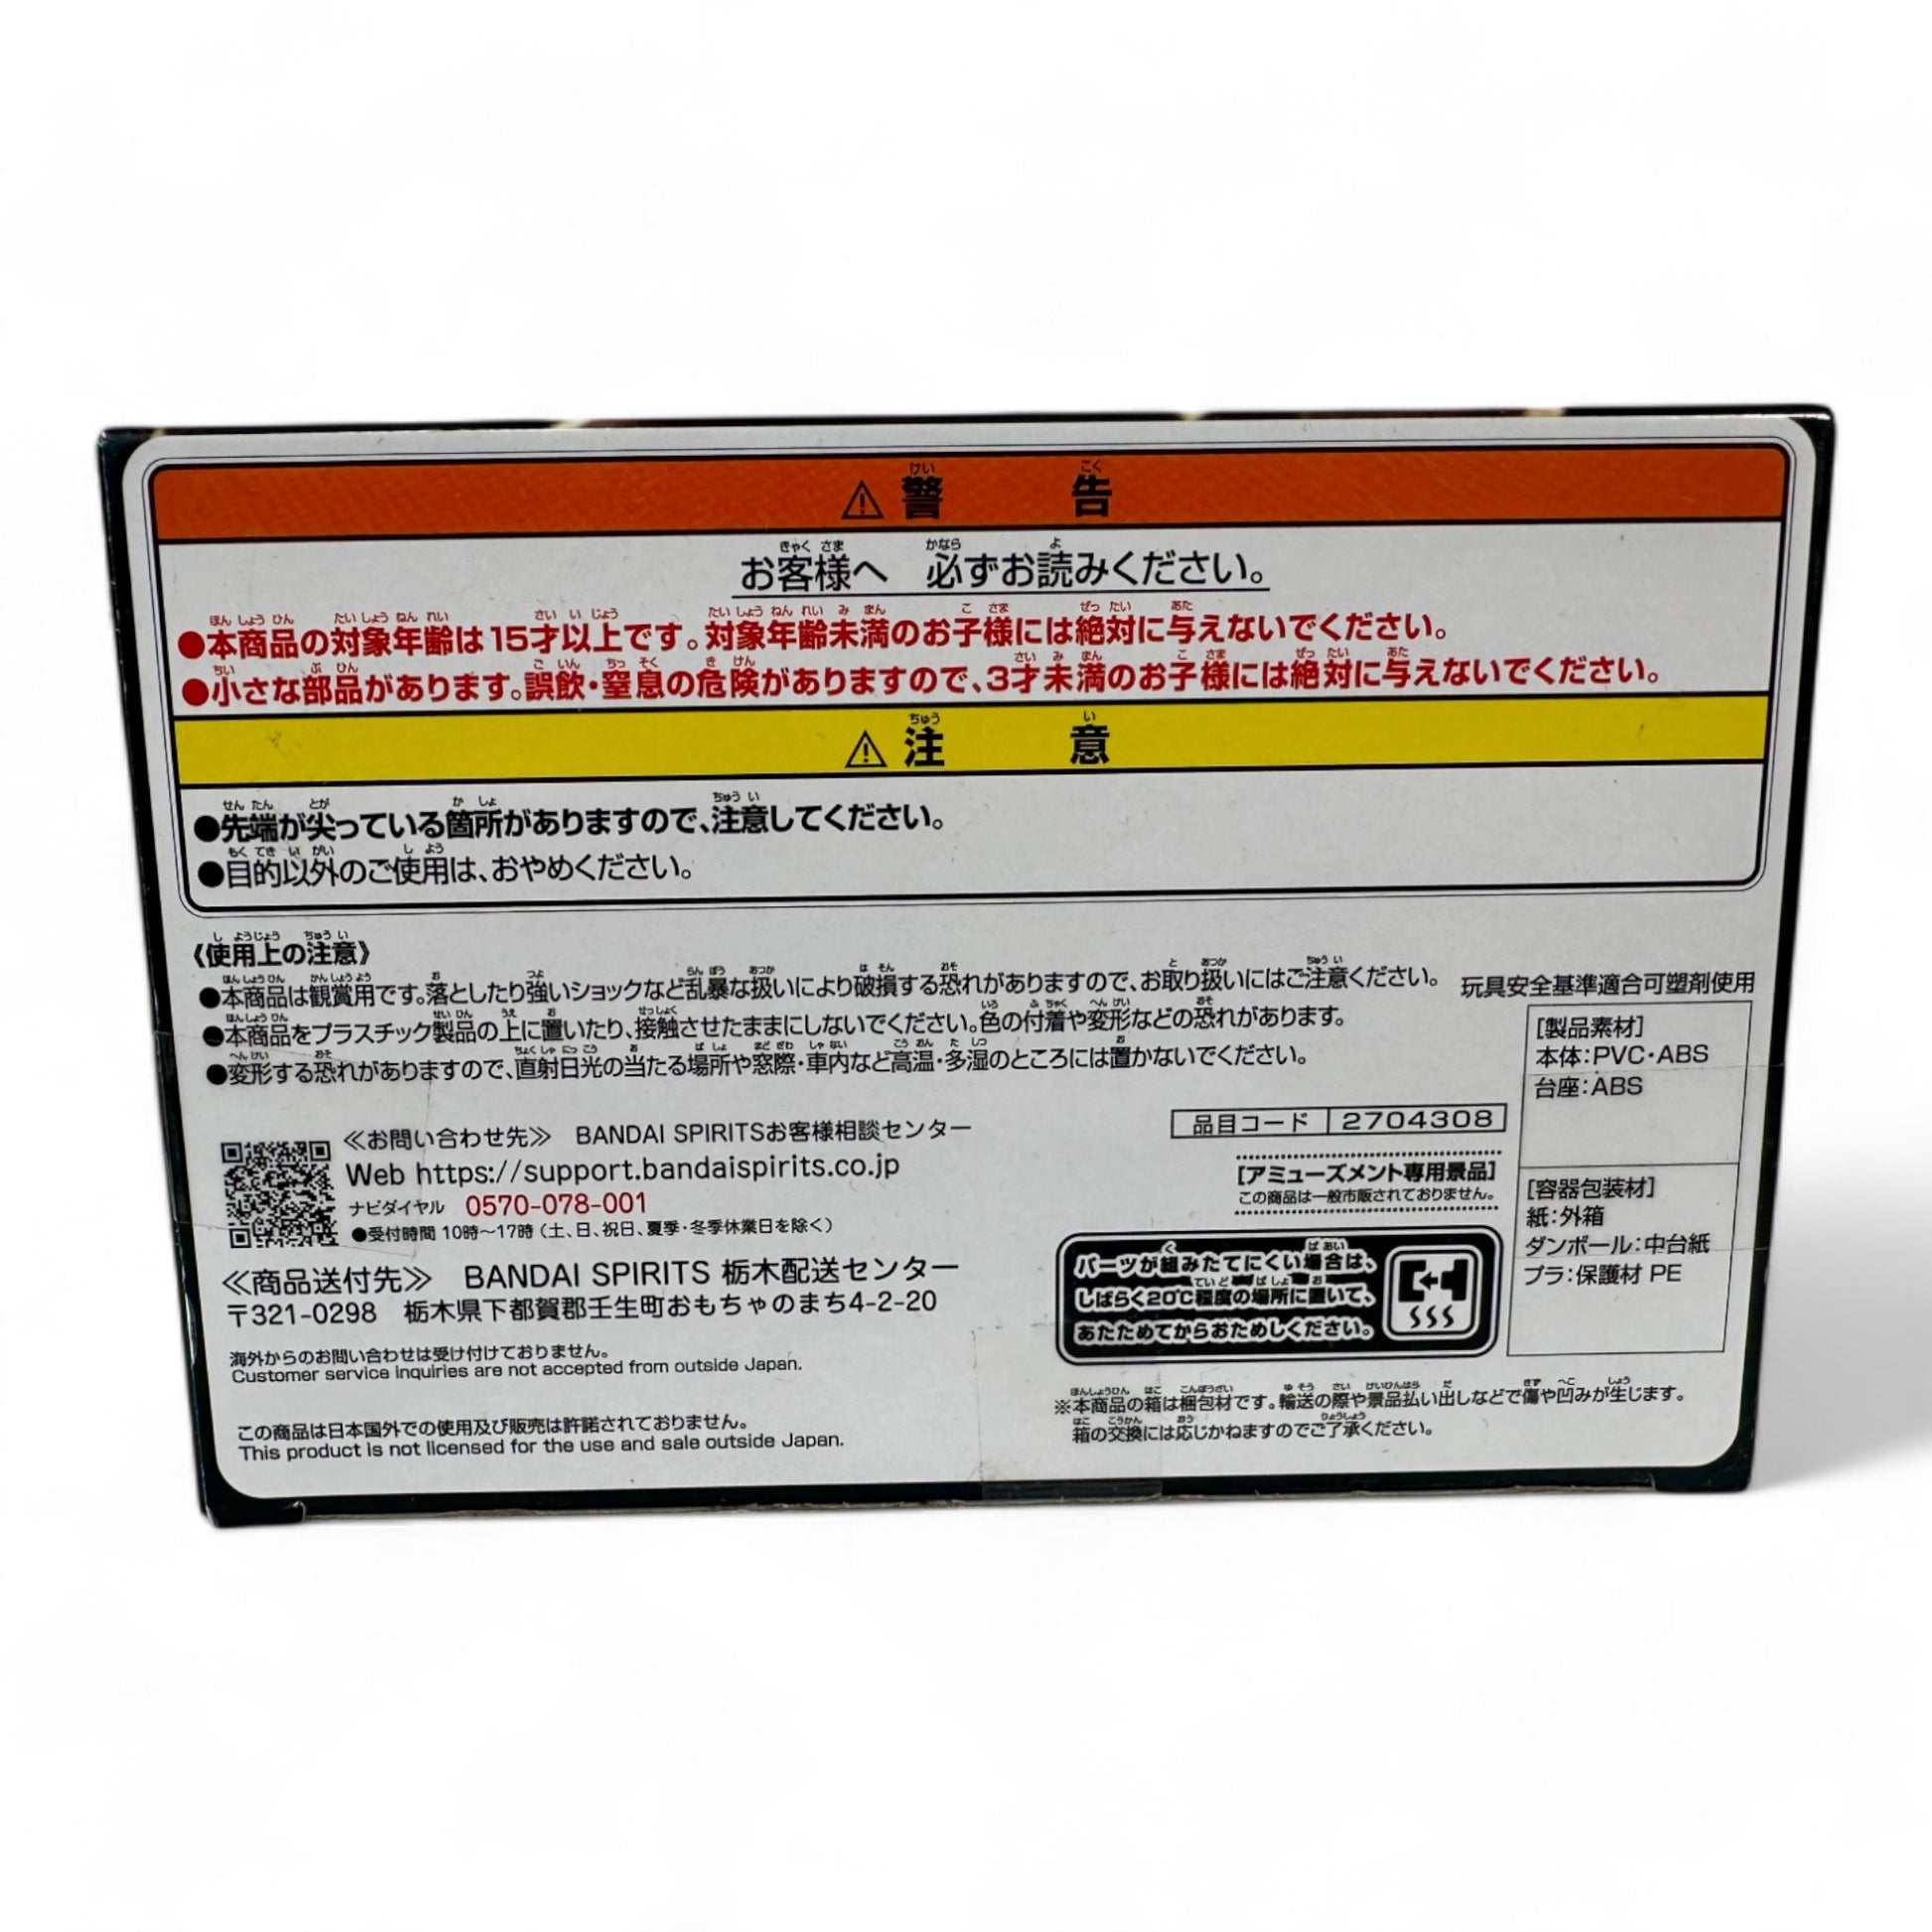 ⚠警告
お客様へ 必ずお読みください。
●本商品の対象年齢は15才以上です。対象年齢未満のお子様には絶対に与えないでください。
●小さな部品があります。誤飲・窒息の危険がありますので、3才未満のお子様には絶対に与えないでください。
⚠注意
●先端が尖っている箇所がありますので、注意してください。
●目的以外のご使用は、おやめください。
《使用上の注意》
●本商品は観賞用です。落としたり強いショックなど乱暴な扱いにより破損する恐れがありますので、お取り扱いにはご注意ください。
●本商品をプラスチック製品の上に置いたり、接触させたままにしないでください。色の付着や変形などの恐れがあります。
●変形する恐れがありますので、直射日光の当たる場所や窓際・車内など高温・多湿のところには置かないでください。
玩具安全基準適合可塑剤使用
[製品素材]
本体:PVC・ABS
台座:ABS
[容器包装材]
紙:外箱
ダンボール:中台紙
プラ:保護材 PE
≪お問い合わせ先≫ BANDAI SPIRITSお客様相談センター
Web https://support.bandaispirits.co.jp
ナビダイヤル 0570-078-001
●受付時間 10時〜17時（土、日、祝日、夏季・冬季休業日を除く）
≪商品送付先≫ BANDAI SPIRITS 栃木配送センター
〒321-0298 栃木県下都賀郡壬生町おもちゃのまち4-2-20
海外からのお問い合わせは受け付けておりません。
Customer service inquiries are not accepted from outside Japan.
この商品は日本国外での使用及び販売は許諾されておりません。
This product is not licensed for the use and sale outside Japan.
品目コード 2704308
[アミューズメント専用景品]
この商品は一般市販されておりません。
パーツが組みたてにくい場合は、
しばらく20℃程度の場所に置いて、
あたためてからおためしください。
※本商品の箱は梱包材です。輸送の際や景品払い出しなどで傷や凹みが生じます。
箱の交換には応じかねますのでご了承ください。